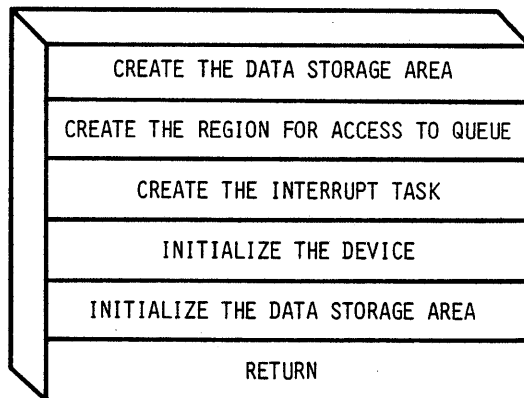 CREATE THE DATA STORAGE AREA
CREATE THE REGION FOR ACCESS TO QUEUE
CREATE THE INTERRUPT TASK
INITIALIZE THE DEVICE
INITIALIZE THE DATA STORAGE AREA
RETURN